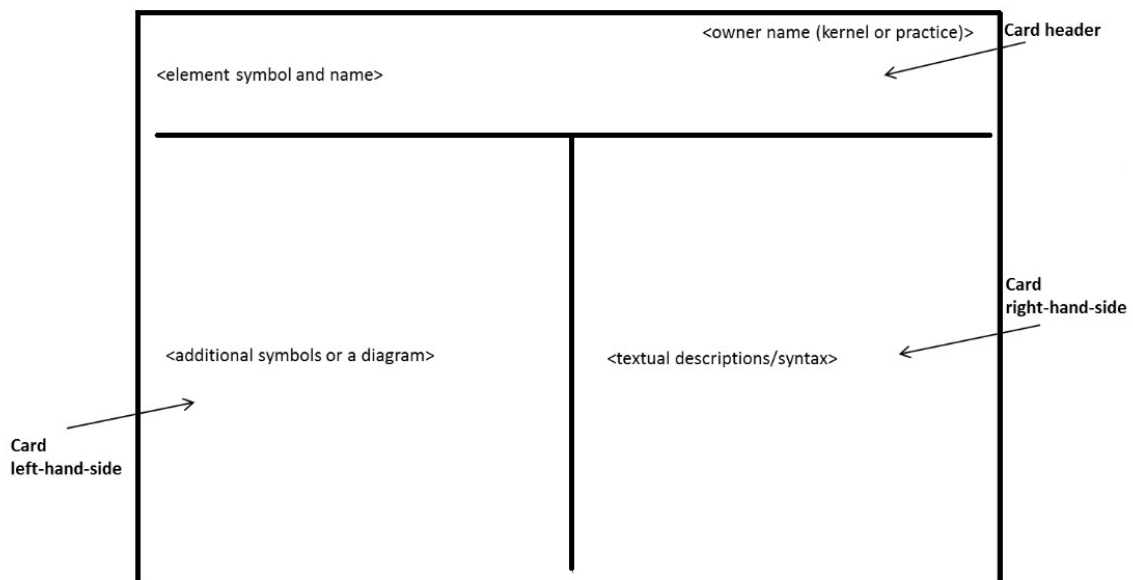 <owner name (kernel or practice)>
Card header
<element symbol and name>
Card
right-hand-side
<additional symbols or a diagram>
<textual descriptions/syntax>
Card
left-hand-side